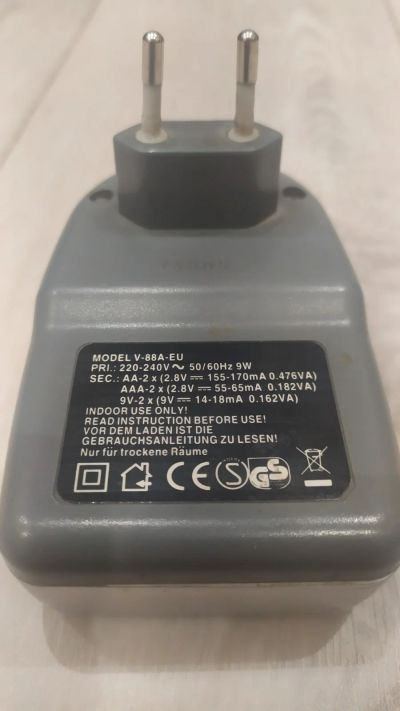 MODEL V-88A-EU
PRI.: 220-240V ~ 50/60Hz 9W
SEC.: AA-2 x (2.8V ⎓ 155-170mA 0.476VA)
AAA-2 x (2.8V ⎓ 55-65mA 0.182VA)
9V-2 x (9V ⎓ 14-18mA 0.162VA)
INDOOR USE ONLY!
READ INSTRUCTION BEFORE USE!
VOR DEM LADEN IST DIE
GEBRAUCHSANLEITUNG ZU LESEN!
Nur für trockene Räume
CE S GS